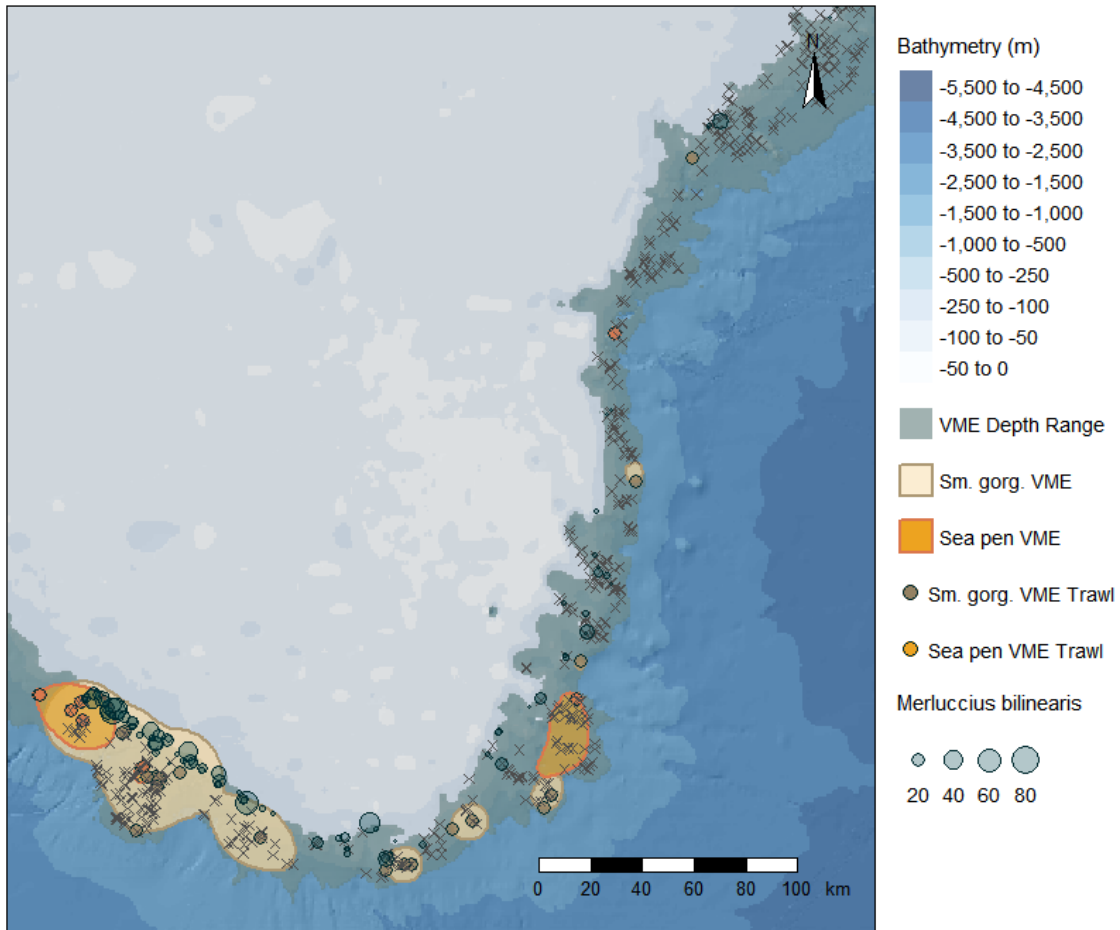 N
Bathymetry (m)
-5,500 to -4,500
-4,500 to -3,500
-3,500 to -2,500
-2,500 to -1,500
-1,500 to -1,000
-1,000 to -500
-500 to -250
-250 to -100
-100 to -50
-50 to 0
VME Depth Range
Sm. gorg. VME
Sea pen VME
Sm. gorg. VME Trawl
Sea pen VME Trawl
Merluccius bilinearis
20 40 60 80
0 20 40 60 80 100 km